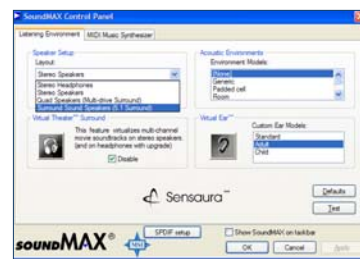 SoundMAX Control Panel
Listening Environment MIDI Music Synthesizer
Speaker Setup
Layout:
Stereo Speakers
Stereo Headphones
Stereo Speakers
Quad Speakers (Multi-drive Surround)
Surround Sound Speakers (5.1 Surround)
Acoustic Environments
Environment Models:
(None)
Generic
Padded cell
Room
Virtual Theater™ Surround
This feature virtualizes multi-channel
movie soundtracks on stereo speakers
(and on headphones with upgrade)
Disable
Virtual Ear™
Custom Ear Models:
Standard
Adult
Child
Sensaura™
Defaults
Test
SOUNDMAX®
SPDIF setup
Show SoundMAX on taskbar
OK Cancel Apply